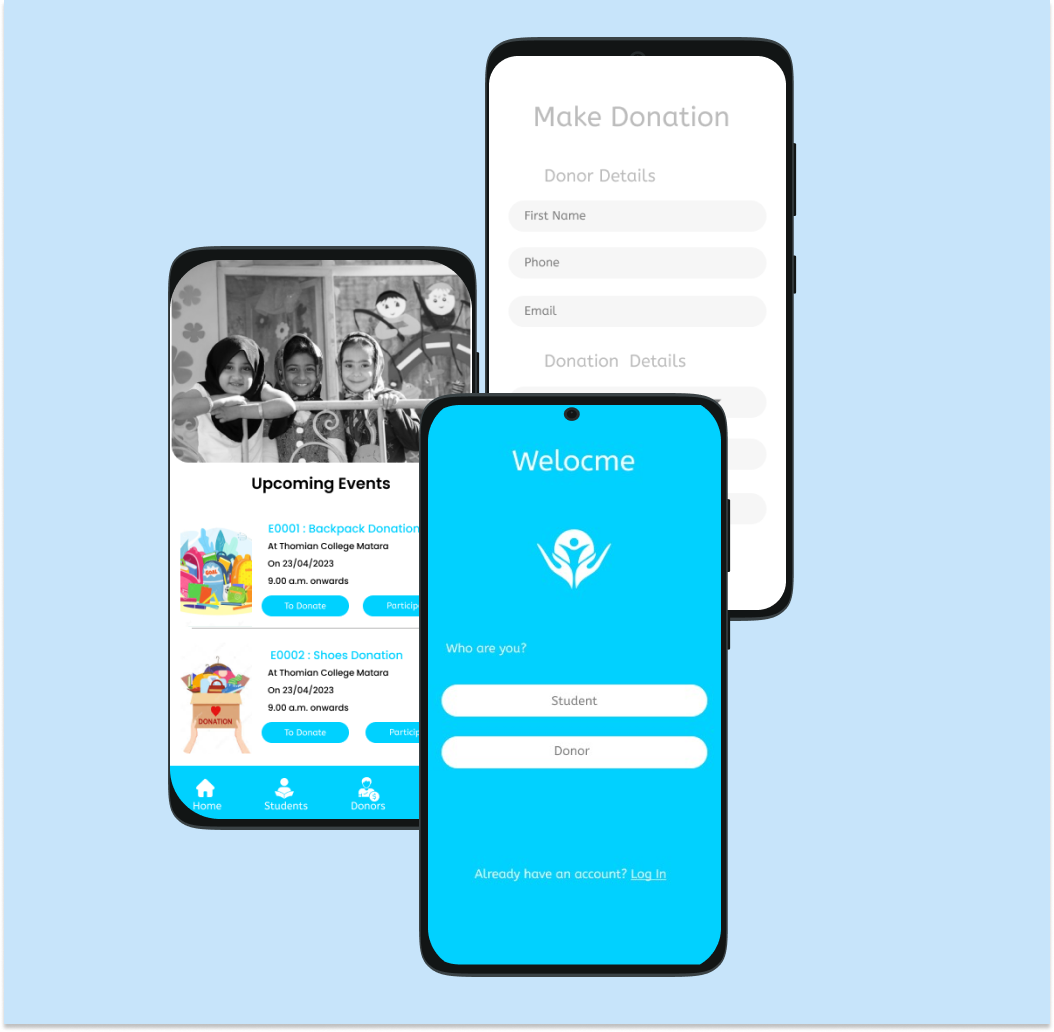 Make Donation
Donor Details
First Name
Phone
Email
Donation Details
Upcoming Events
E0001 : Backpack Donation
At Thomian College Matara
On 23/04/2023
9.00 a.m. onwards
To Donate
E0002 : Shoes Donation
At Thomian College Matara
On 23/04/2023
9.00 a.m. onwards
DONATION
To Donate
Home
Students
Donors
Welocme
Who are you?
Student
Donor
Already have an account? Log In